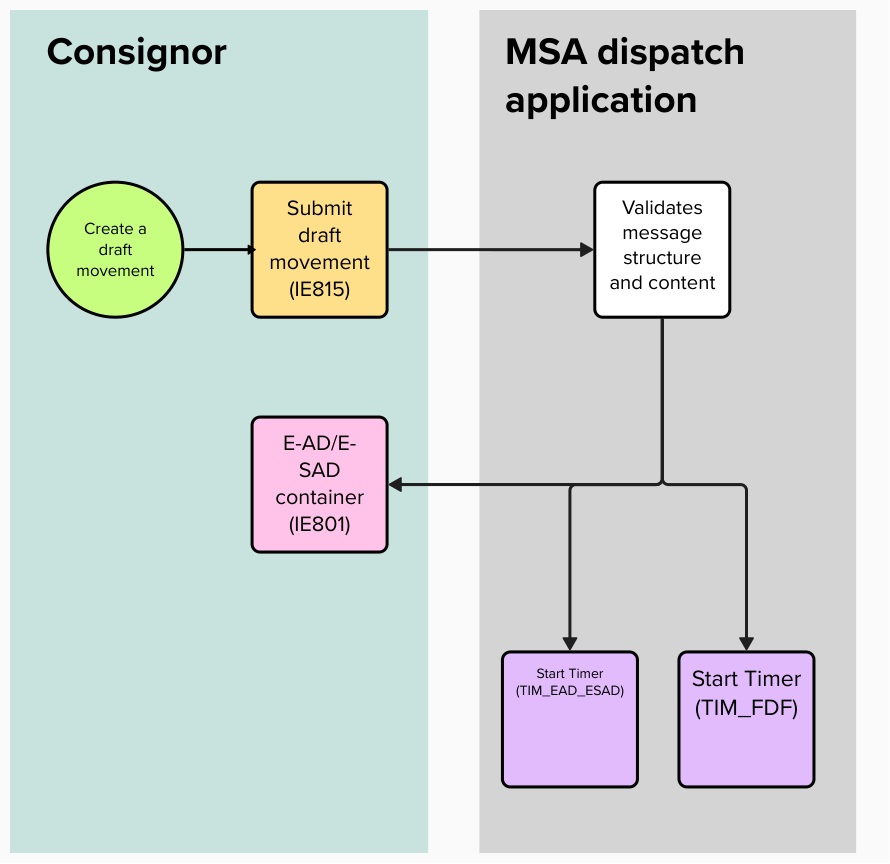 Consignor
MSA dispatch
application
Create a
draft
movement
Submit
draft
movement
(IE815)
Validates
message
structure
and content
E-AD/E-
SAD
container
(IE801)
Start Timer
(TIM_EAD_ESAD)
Start Timer
(TIM_FDF)